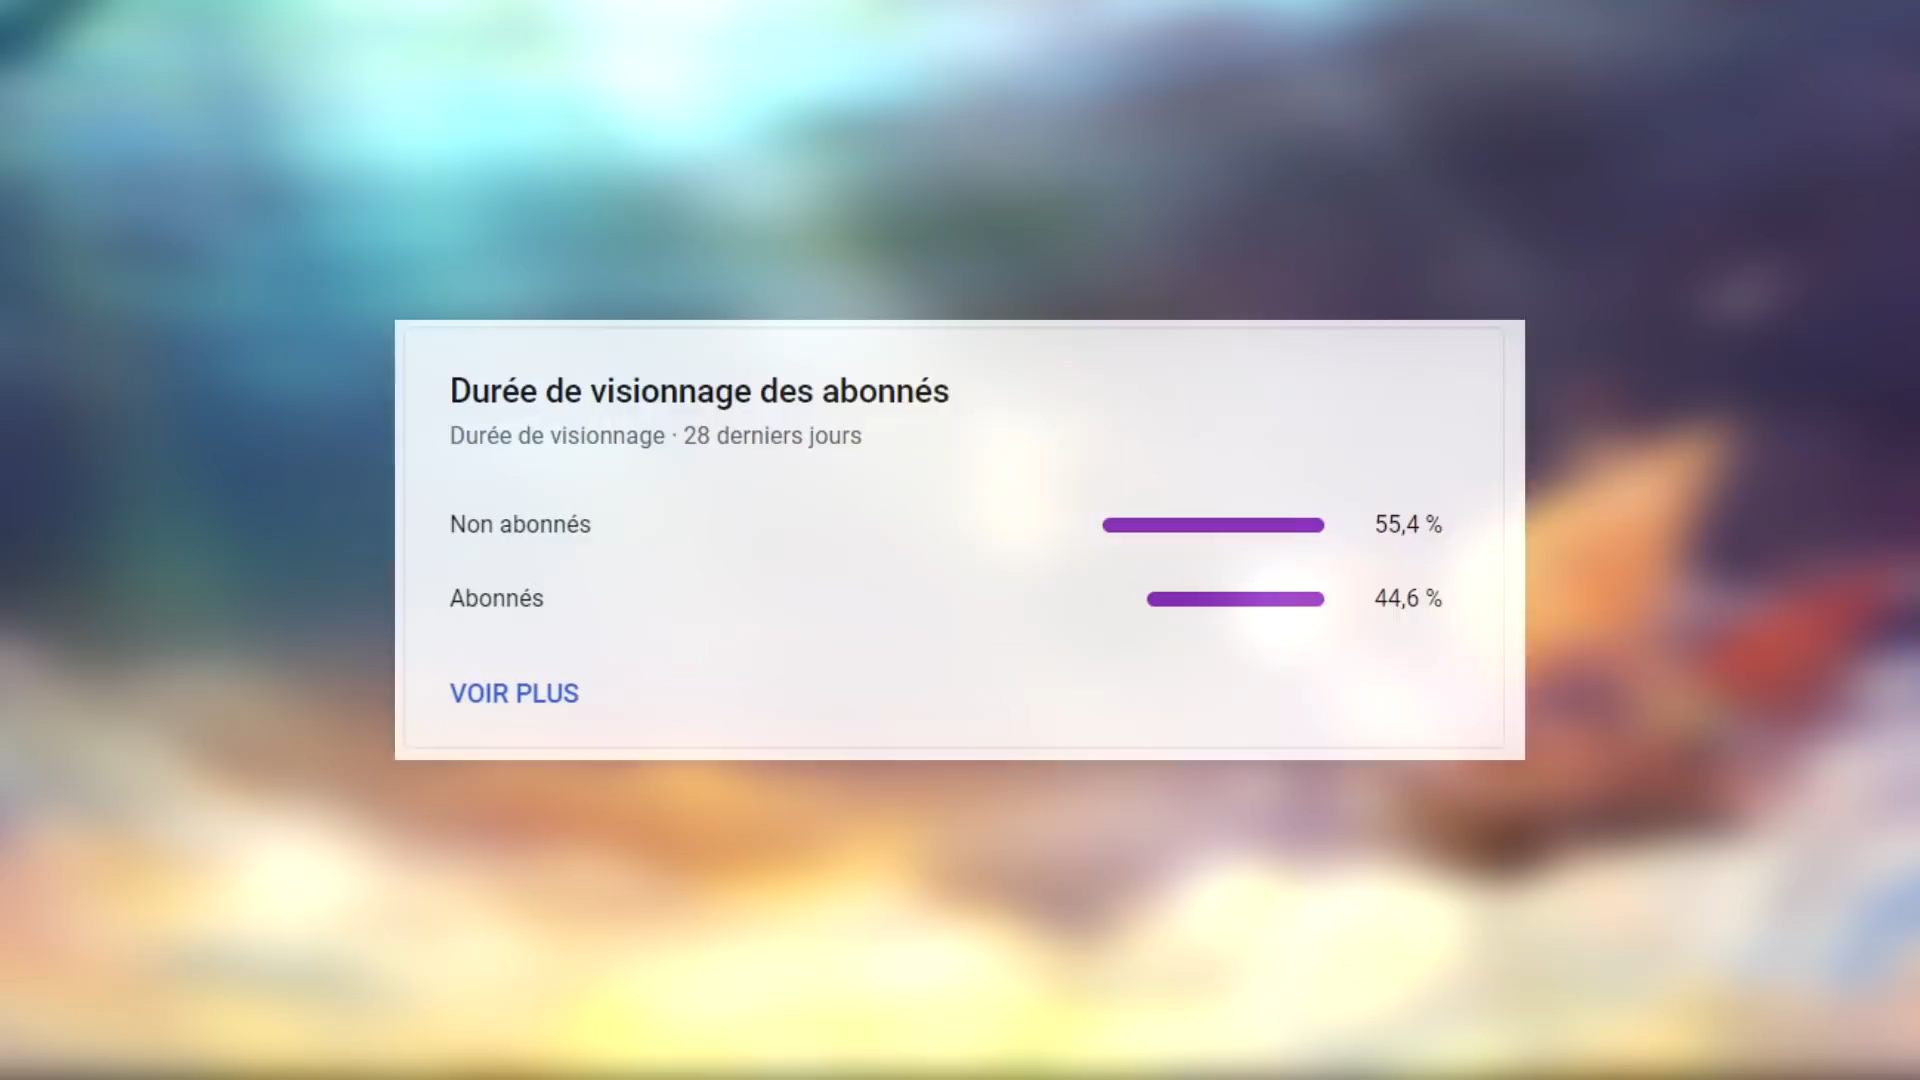 Durée de visionnage des abonnés
Durée de visionnage · 28 derniers jours
Non abonnés 55,4 %
Abonnés 44,6 %
VOIR PLUS